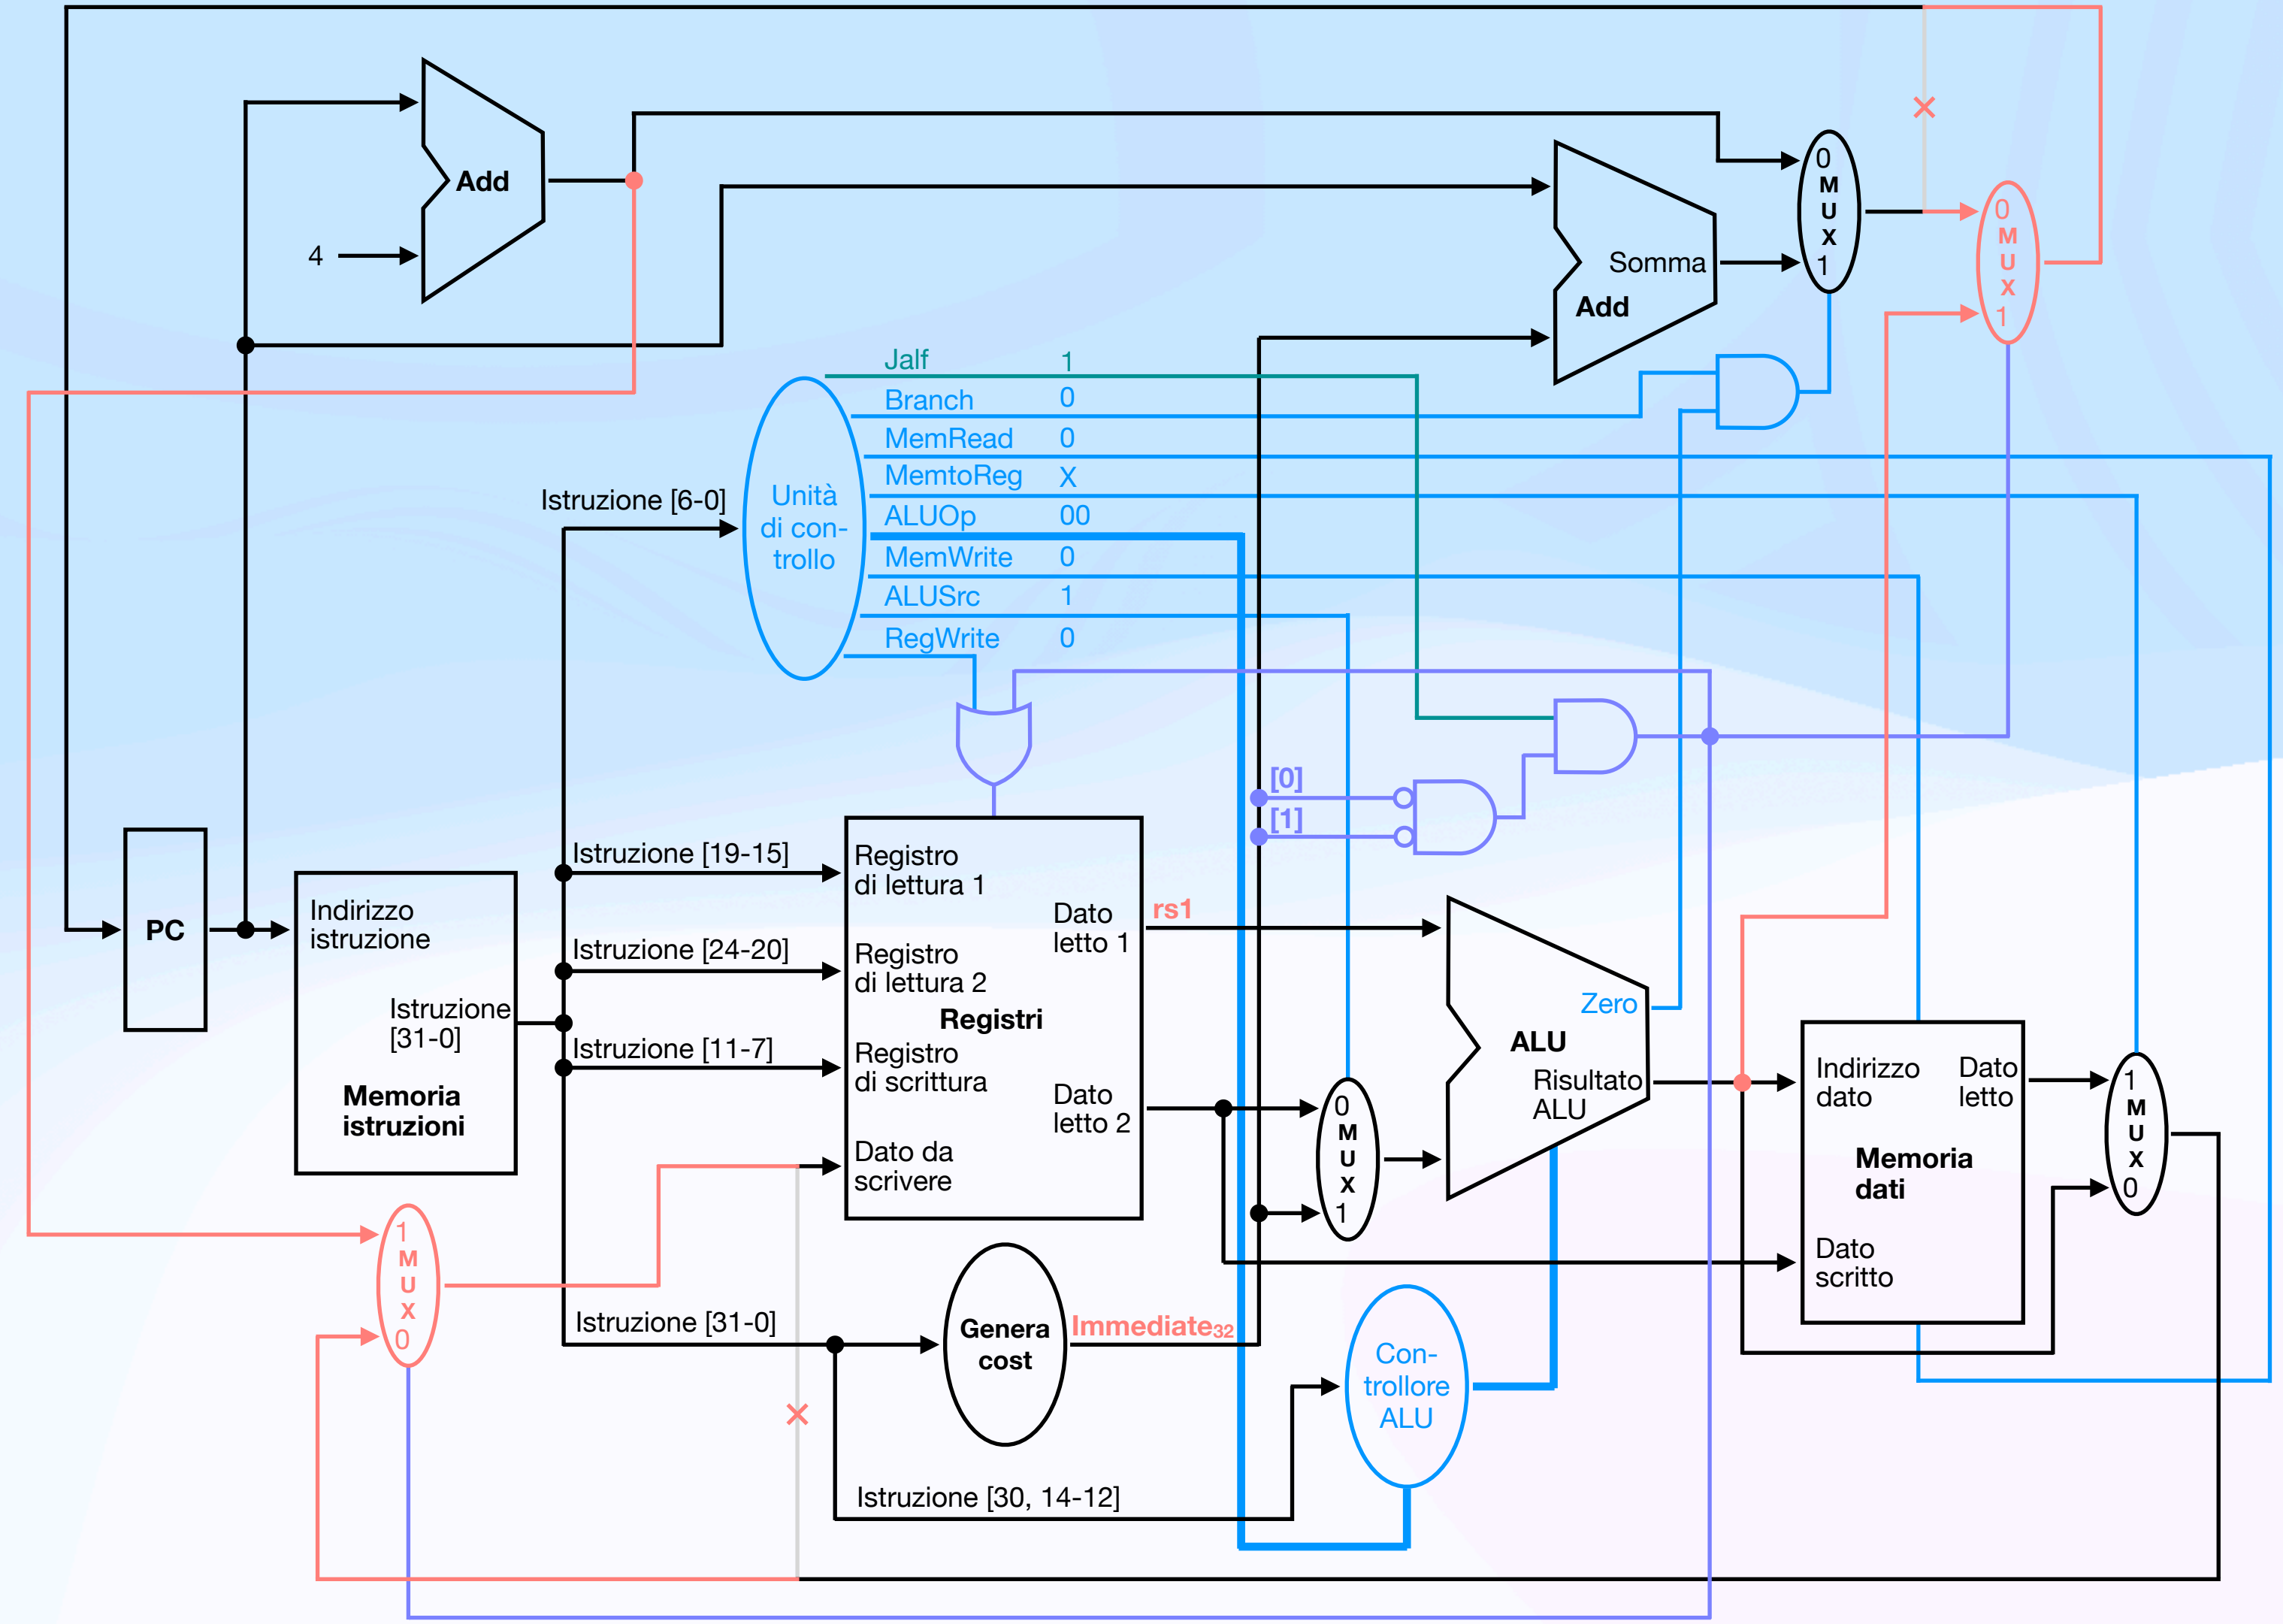 Add
4
0
M
U
X
1
Somma
Add
0
M
U
X
1
Jalf 1
Branch 0
MemRead 0
MemtoReg X
ALUOp 00
MemWrite 0
ALUSrc 1
RegWrite 0
Istruzione [6-0]
Unità
di con-
trollo
[0]
[1]
PC
Indirizzo
istruzione
Istruzione
[31-0]
Memoria
istruzioni
Istruzione [19-15]
Istruzione [24-20]
Istruzione [11-7]
Registro
di lettura 1
Registro
di lettura 2
Registri
Registro
di scrittura
Dato da
scrivere
Dato
letto 1
Dato
letto 2
rs1
0
M
U
X
1
Zero
ALU
Risultato
ALU
Indirizzo
dato
Dato
letto
Memoria
dati
Dato
scritto
1
M
U
X
0
1
M
U
X
0
Istruzione [31-0]
Genera
cost
Immediate32
Con-
trollore
ALU
Istruzione [30, 14-12]